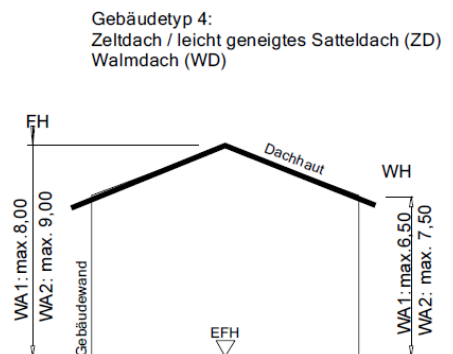 Gebäudetyp 4:
Zeltdach / leicht geneigtes Satteldach (ZD)
Walmdach (WD)
FH
Dachhaut
WH
WA1: max.8,00
WA2: max. 9,00
Gebäudewand
EFH
WA1: max.6,50
WA2: max. 7,50